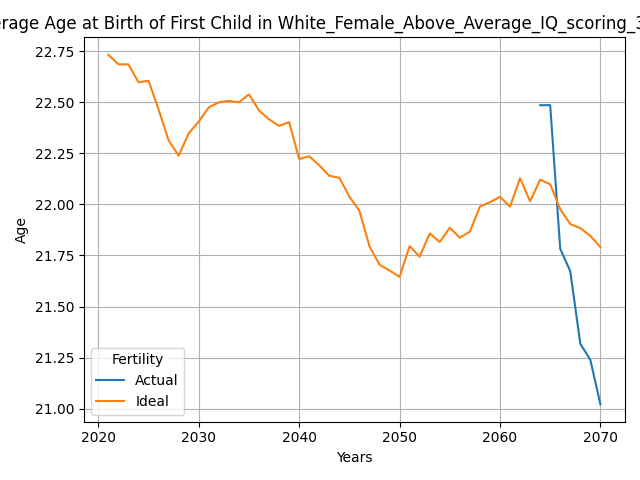 erage Age at Birth of First Child in White_Female_Above_Average_IQ_scoring_3
22.75
22.50
22.25
22.00
21.75
21.50
21.25
21.00
Age
Fertility
Actual
Ideal
2020 2030 2040 2050 2060 2070
Years